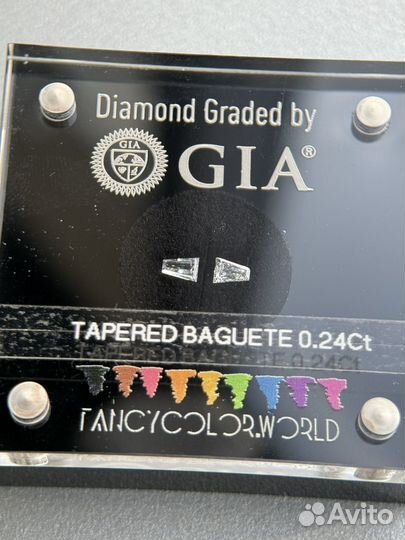 Diamond Graded by
GIA
GIA®
TAPERED BAGUETE 0.24Ct
FANCYCOLOR.WORLD
Avito